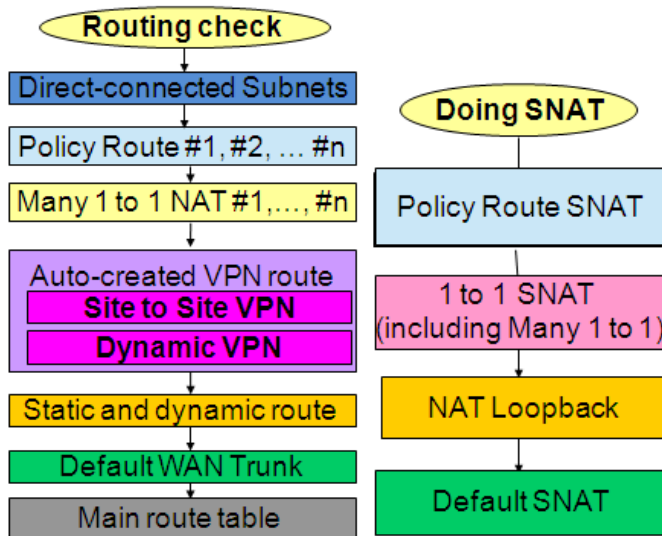 Routing check
Direct-connected Subnets
Policy Route #1, #2, ... #n
Many 1 to 1 NAT #1,..., #n
Auto-created VPN route
Site to Site VPN
Dynamic VPN
Static and dynamic route
Default WAN Trunk
Main route table
Doing SNAT
Policy Route SNAT
1 to 1 SNAT
(including Many 1 to 1)
NAT Loopback
Default SNAT